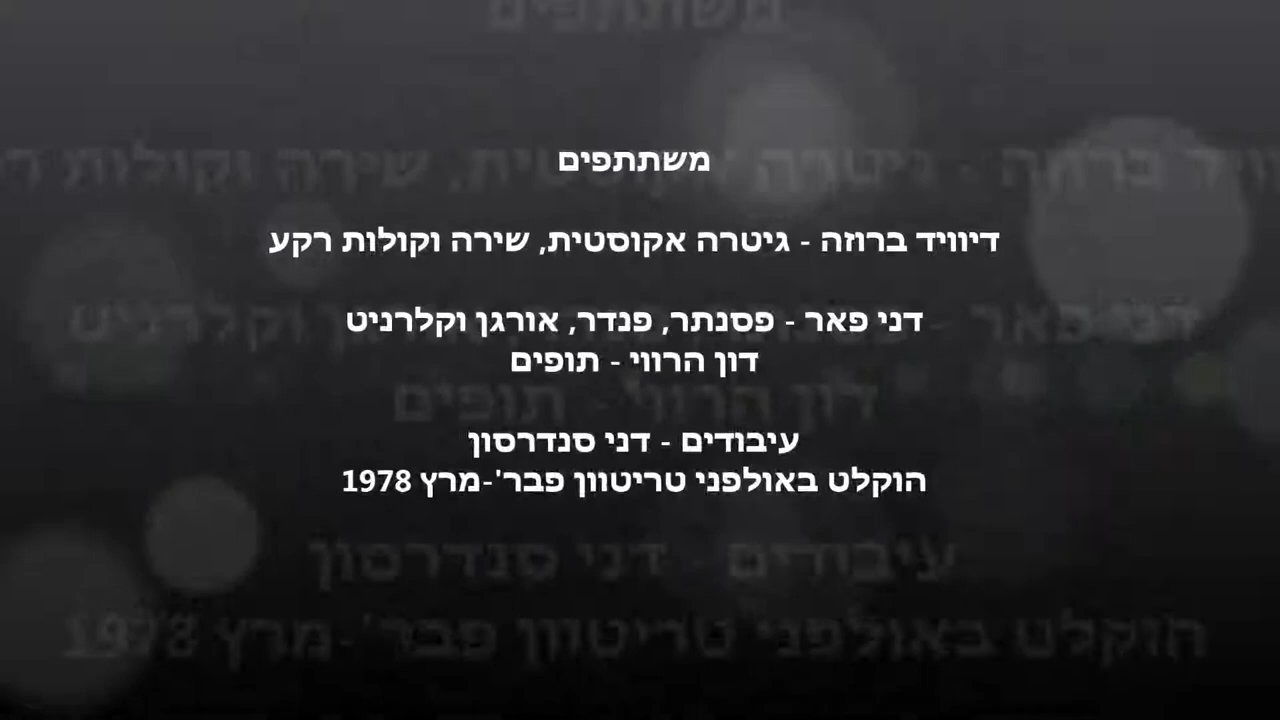 משתתפים
דיוויד ברוזה - גיטרה אקוסטית, שירה וקולות רקע
דני פאר - פסנתר, פנדר, אורגן וקלרניט
דון הרווי - תופים
עיבודים - דני סנדרסון
הוקלט באולפני טריטוון פבר'-מרץ 1978